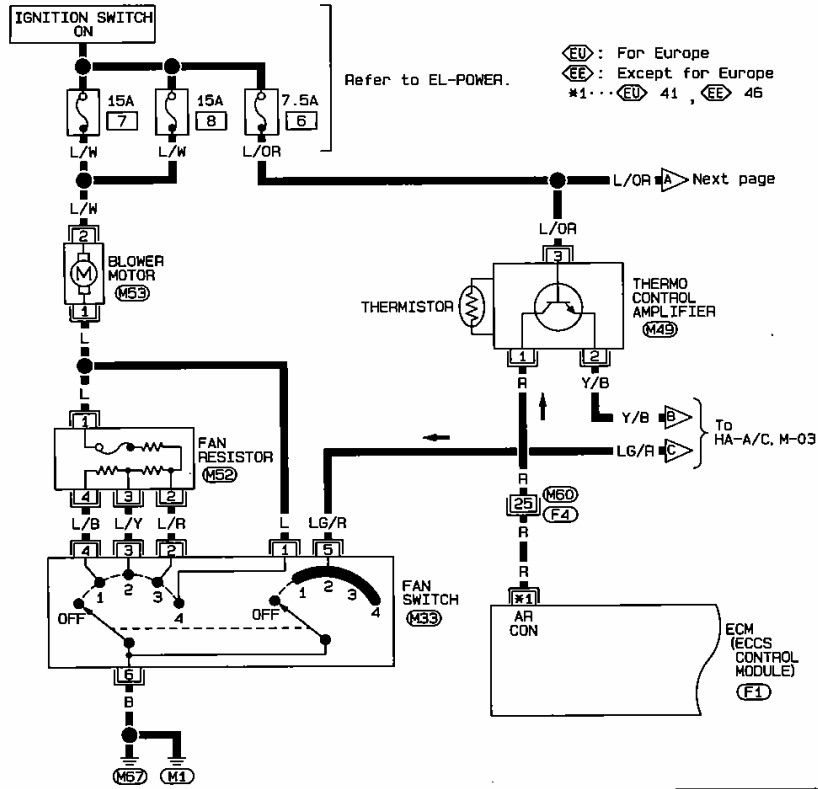 IGNITION SWITCH
ON
Refer to EL-POWER.
EU : For Europe
EE : Except for Europe
*1··· EU 41 , EE 46
15A
7
15A
8
7.5A
6
L/W
L/W
L/OR
L/OR
A
Next page
L/W
L/OR
2
BLOWER
MOTOR
M53
M
1
3
THERMISTOR
THERMO
CONTROL
AMPLIFIER
M49
1
2
L
R
Y/B
L
1
Y/B
B
To
HA-A/C, M-03
LG/R
C
FAN
RESISTOR
M52
4
3
2
R
25
M60
F4
R
L/B
L/Y
L/R
L
LG/R
4
3
2
1
5
R
FAN
SWITCH
M33
OFF
1
2
3
4
OFF
1
2
3
4
*1
AR
CON
ECM
(ECCS
CONTROL
MODULE)
F1
6
B
M67
M1